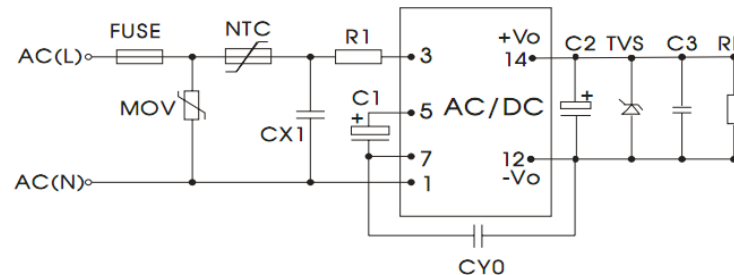 FUSE
NTC
R1
+Vo
C2
TVS
C3
AC(L)
3
14
MOV
CX1
C1
+
5
AC/DC
+
7
12
AC(N)
1
-Vo
CY0